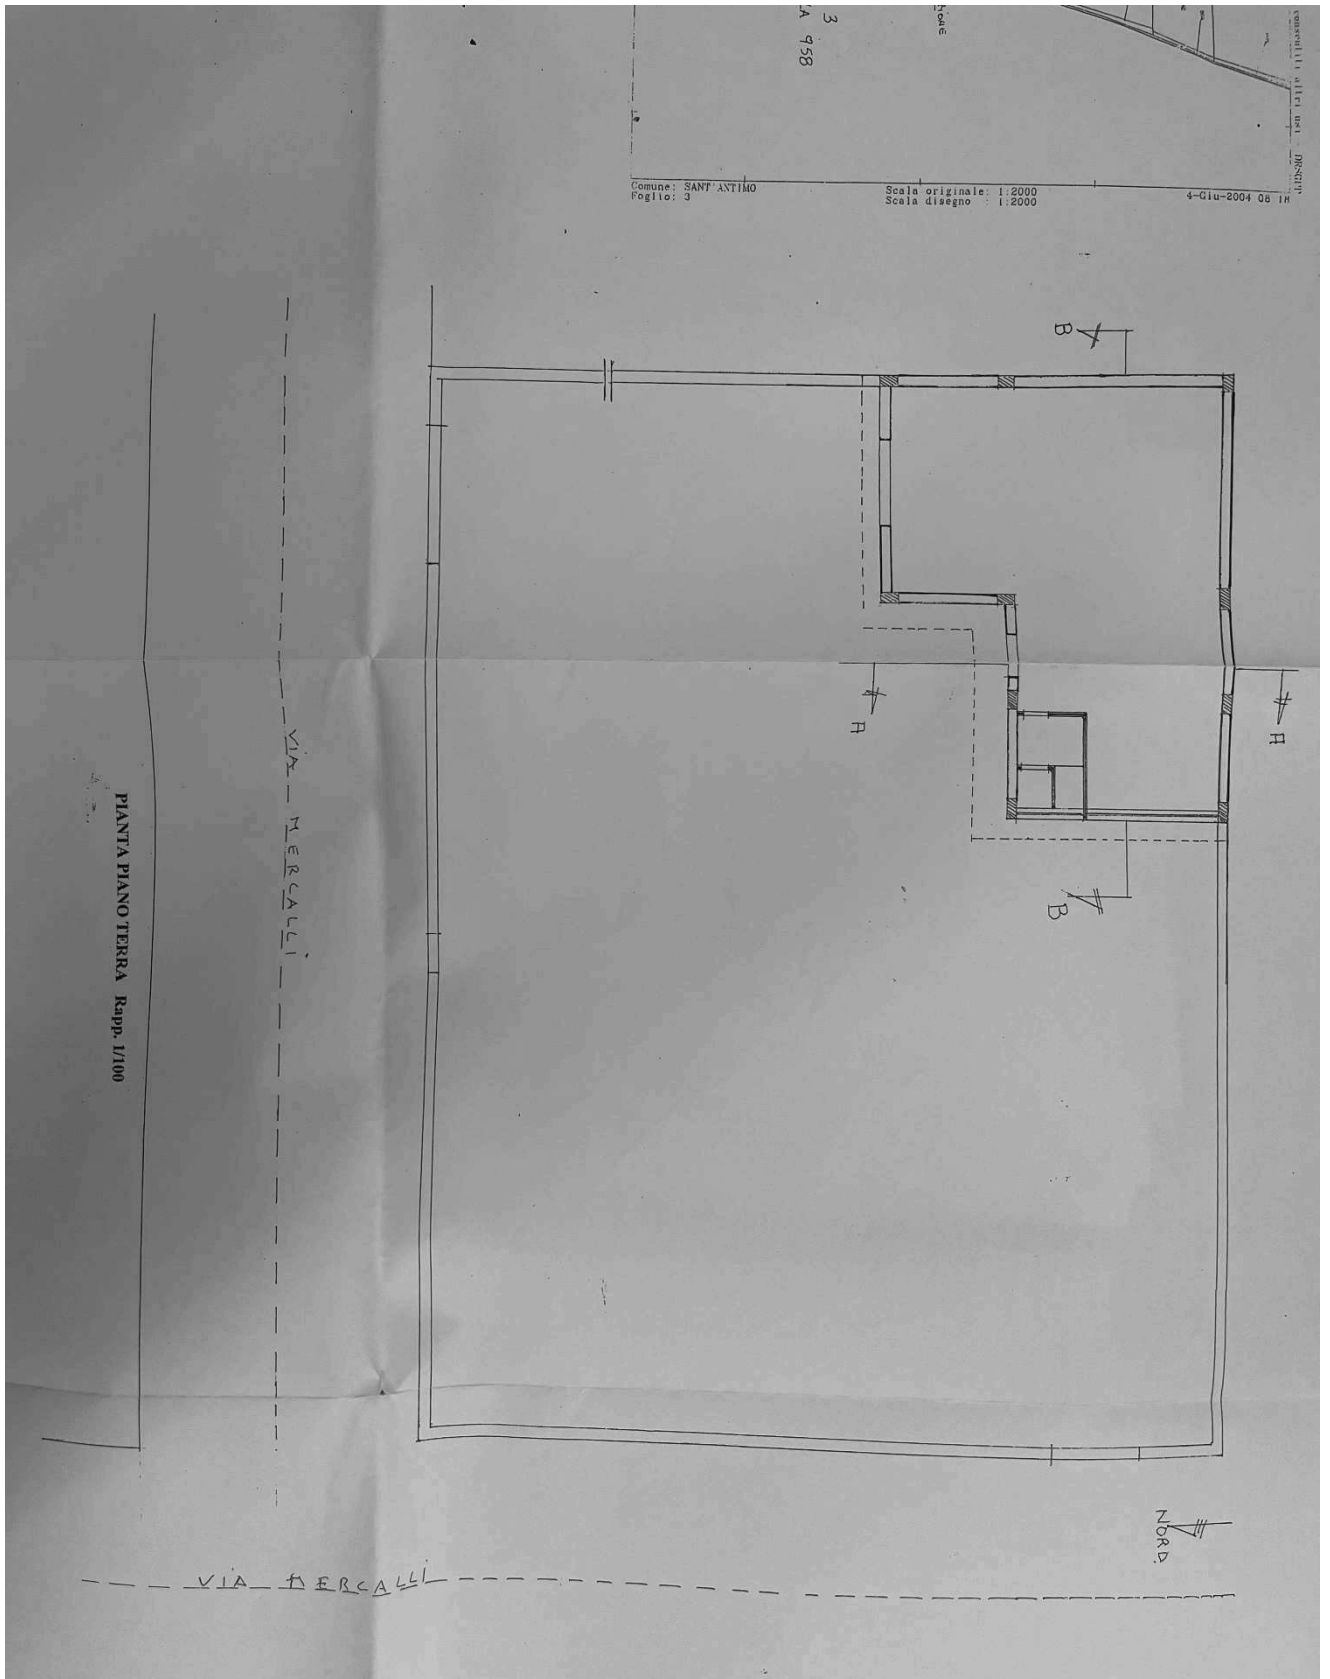 3
958
Comune: SANT'ANTIMO
Foglio: 3
Scala originale: 1:2000
Scala disegno : 1:2000
4-Giu-2004
B
A
A
B
VIA MERCALLI
PIANTA PIANO TERRA Rapp. 1/100
NORD
VIA MERCALLI